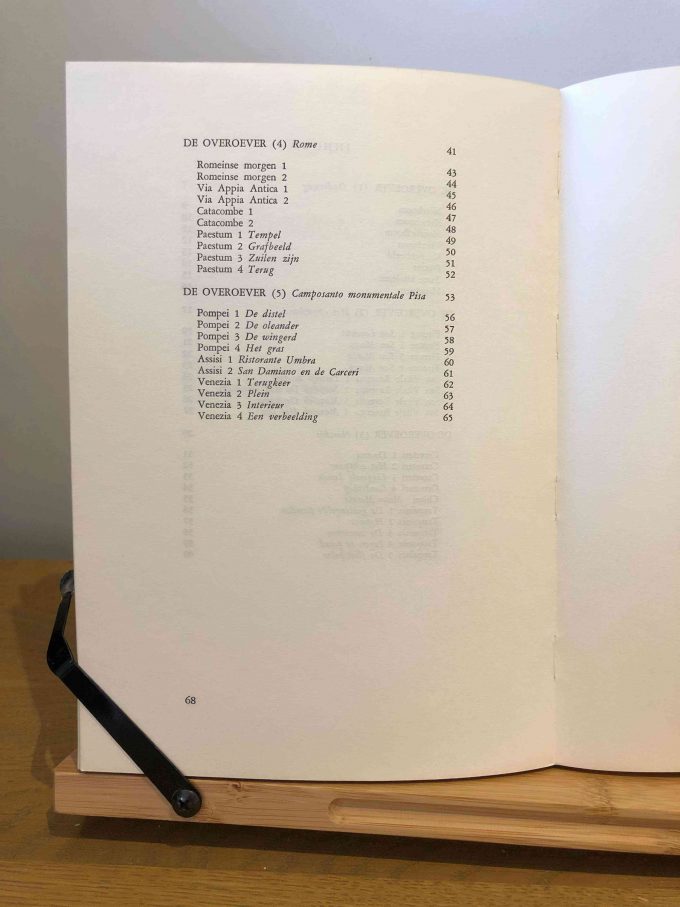 DE OVEROEVER (4) Rome 41
Romeinse morgen 1 43
Romeinse morgen 2 44
Via Appia Antica 1 45
Via Appia Antica 2 46
Catacombe 1 47
Catacombe 2 48
Paestum 1 Tempel 49
Paestum 2 Grafbeeld 50
Paestum 3 Zuilen zijn 51
Paestum 4 Terug 52
DE OVEROEVER (5) Camposanto monumentale Pisa 53
Pompei 1 De distel 56
Pompei 2 De oleander 57
Pompei 3 De wingerd 58
Pompei 4 Het gras 59
Assisi 1 Ristorante Umbra 60
Assisi 2 San Damiano en de Carceri 61
Venezia 1 Terugkeer 62
Venezia 2 Plein 63
Venezia 3 Interieur 64
Venezia 4 Een verbeelding 65
68